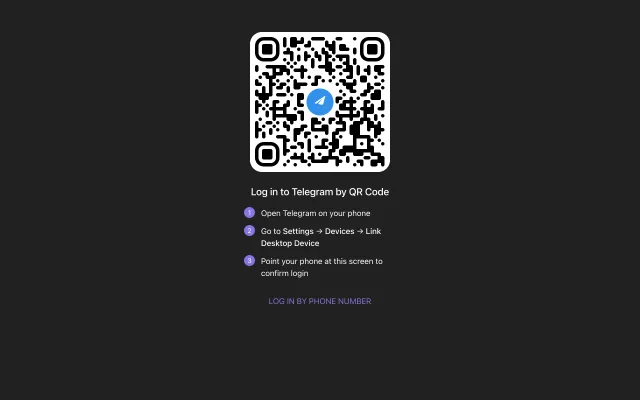 Log in to Telegram by QR Code
1 Open Telegram on your phone
2 Go to Settings → Devices → Link
Desktop Device
3 Point your phone at this screen to
confirm login
LOG IN BY PHONE NUMBER